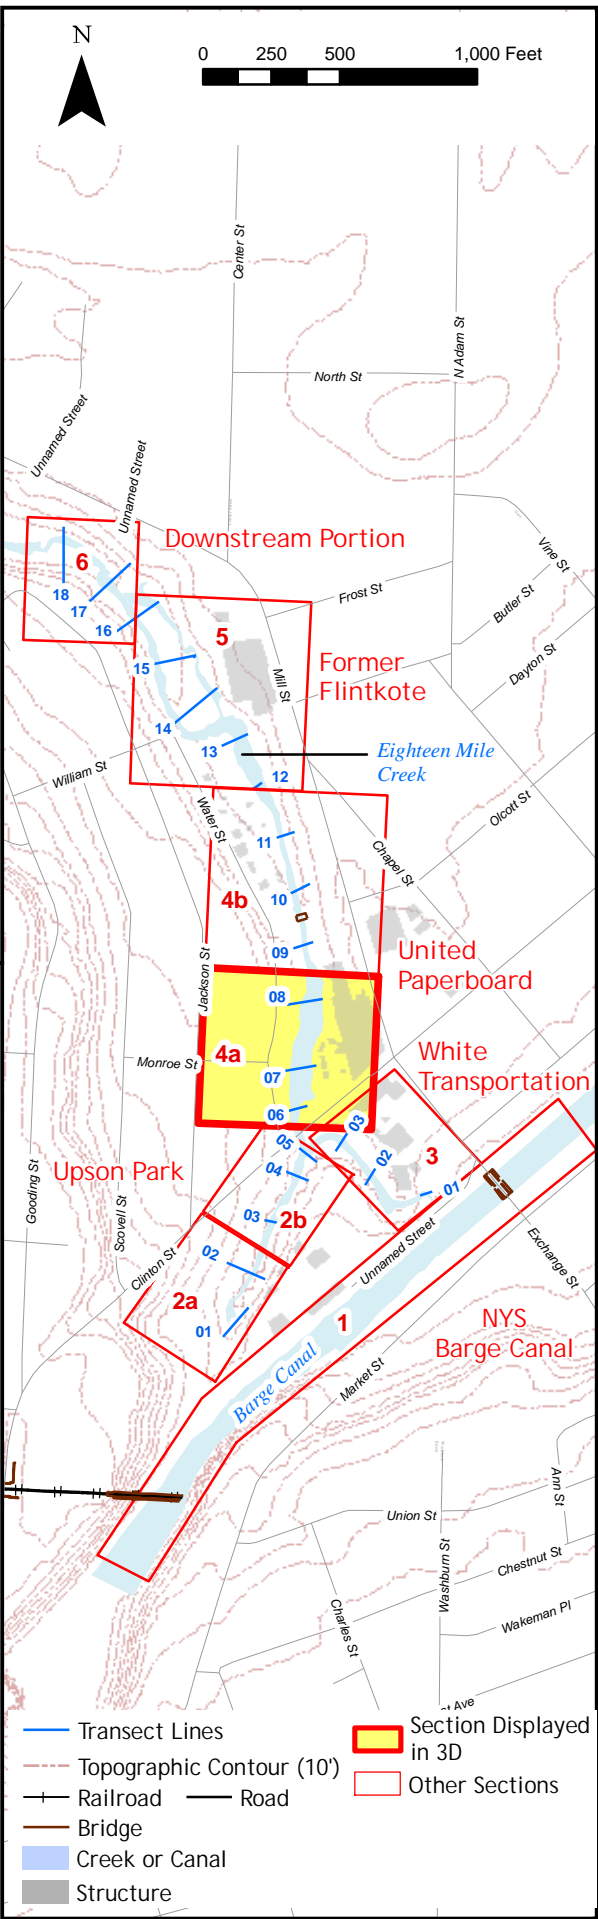 N
0 250 500 1,000 Feet
Center St
N Adam St
North St
Unnamed Street
Unnamed Street
Downstream Portion
Vine St
6
18
17
16
Frost St
Butler St
5
Dayton St
15
Former
Flintkote
Mill St
14
13
Eighteen Mile
Creek
William St
12
Water St
Olcott St
11
Chapel St
10
4b
09
United
Paperboard
Jackson St
08
4a
Monroe St
07
White
Transportation
06
03
05
02
3
04
01
Upson Park
Gooding St
Scovell St
03
2b
Unnamed Street
Exchange St
Clinton St
02
2a
01
1
NYS
Barge Canal
Barge Canal
Market St
Ann St
Union St
Washburn St
Chestnut St
Charles St
Wakeman Pl
st Ave
Transect Lines
Topographic Contour (10')
Railroad
Road
Bridge
Creek or Canal
Structure
Section Displayed
in 3D
Other Sections